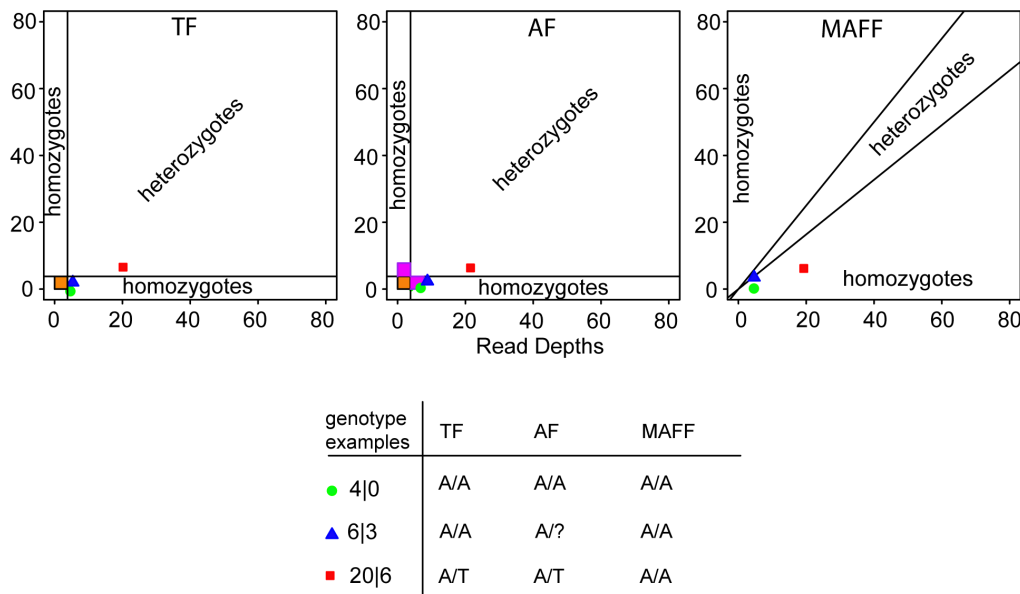 TF
AF
MAFF
80
60
40
20
0
homozygotes
heterozygotes
homozygotes
0
20
40
60
80
80
60
40
20
0
homozygotes
heterozygotes
homozygotes
0
20
40
60
80
Read Depths
80
60
40
20
0
homozygotes
heterozygotes
homozygotes
0
20
40
60
80
genotype
examples
TF AF MAFF
4|0 A/A A/A A/A
6|3 A/A A/? A/A
20|6 A/T A/T A/A